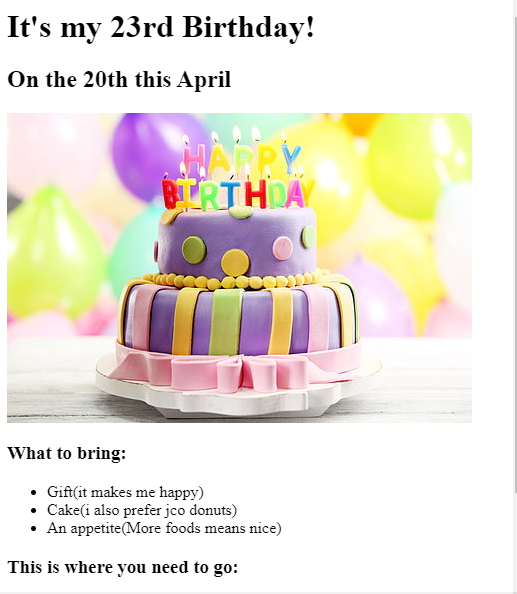 It's my 23rd Birthday!
On the 20th this April
HAPPY
BIRTHDAY
What to bring:
Gift(it makes me happy)
Cake(i also prefer jco donuts)
An appetite(More foods means nice)
This is where you need to go: